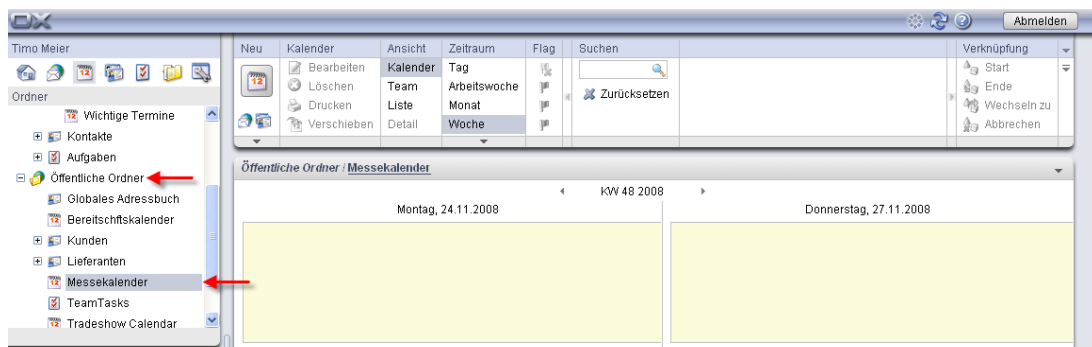 OX
Abmelden
Timo Meier
Ordner
Wichtige Termine
Kontakte
Aufgaben
Öffentliche Ordner
Globales Adressbuch
Bereitschftskalender
Kunden
Lieferanten
Messekalender
TeamTasks
Tradeshow Calendar
Neu Kalender Ansicht Zeitraum Flag Suchen Verknüpfung
Bearbeiten Kalender Tag Start
Löschen Team Arbeitswoche Zurücksetzen Ende
Drucken Liste Monat Wechseln zu
Verschieben Detail Woche Abbrechen
Öffentliche Ordner / Messekalender
KW 48 2008
Montag, 24.11.2008 Donnerstag, 27.11.2008